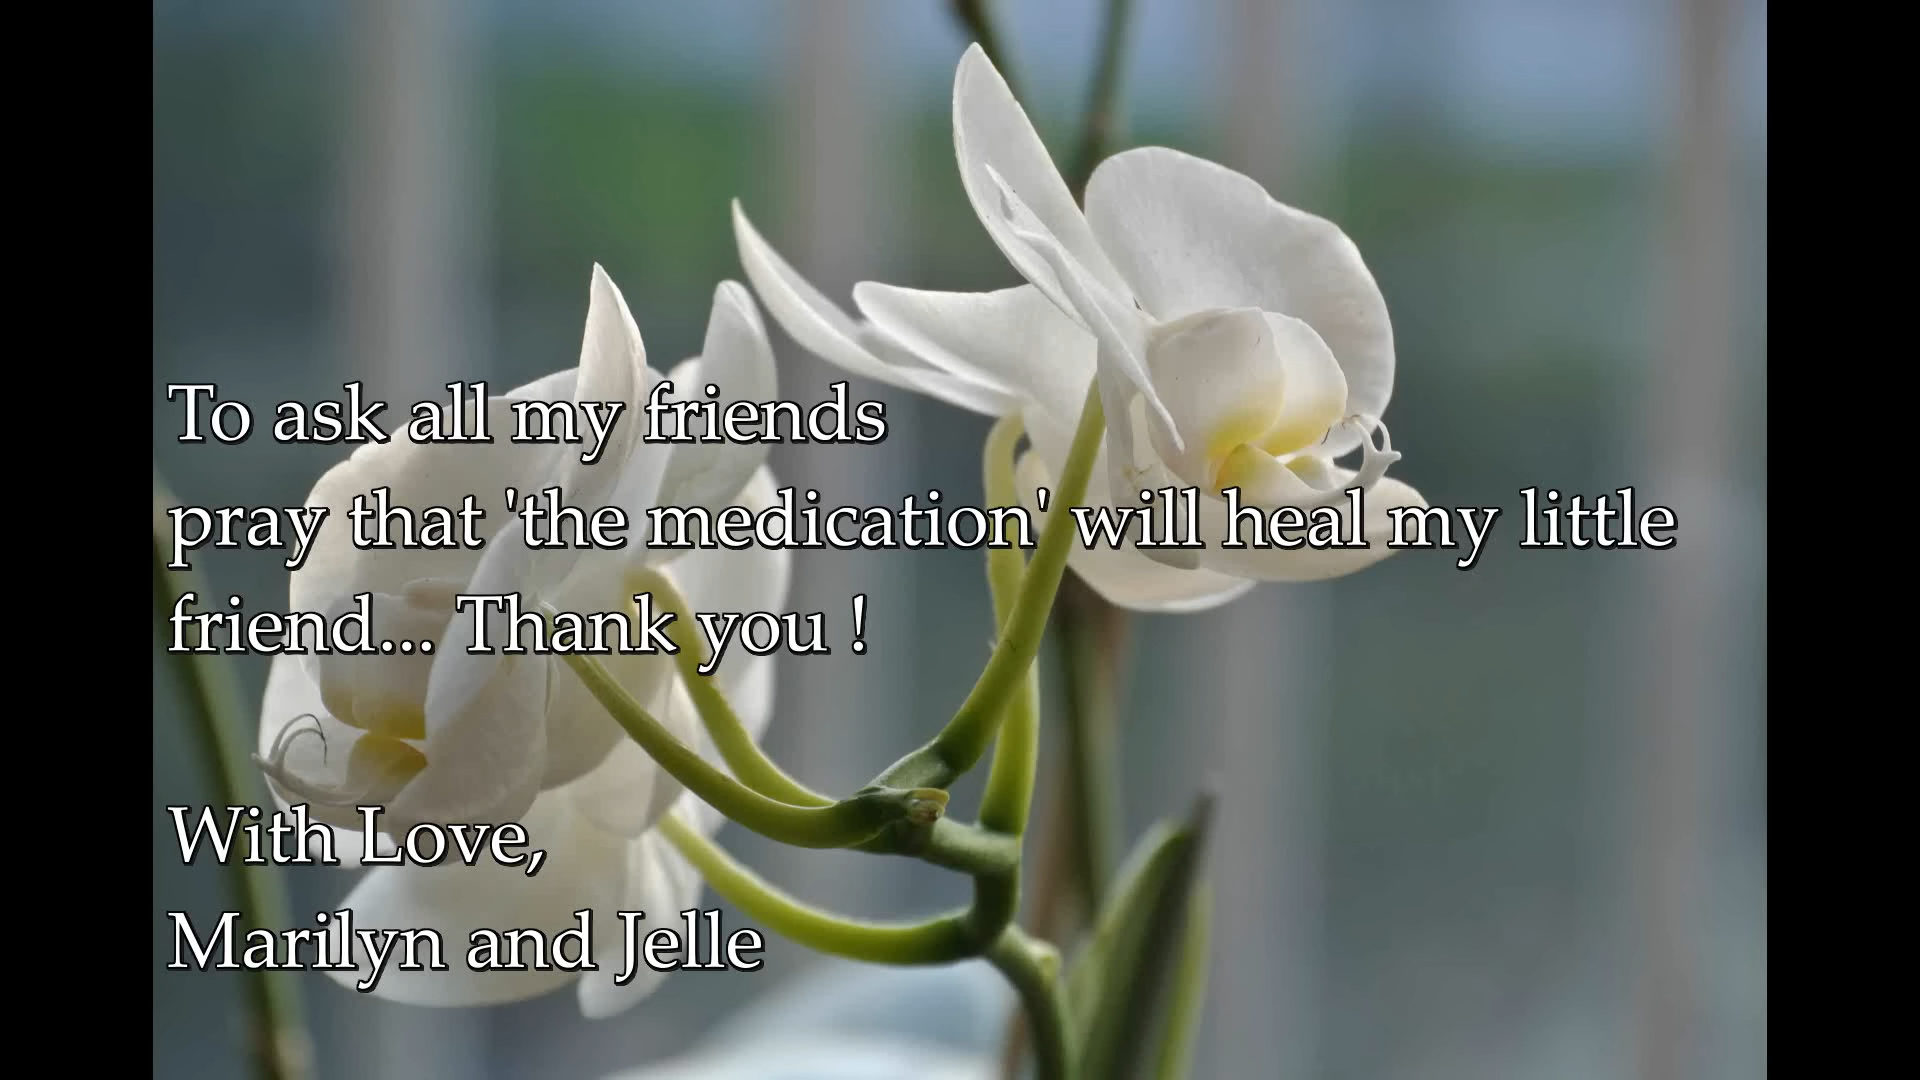 To ask all my friends
pray that 'the medication' will heal my little
friend... Thank you !
With Love,
Marilyn and Jelle